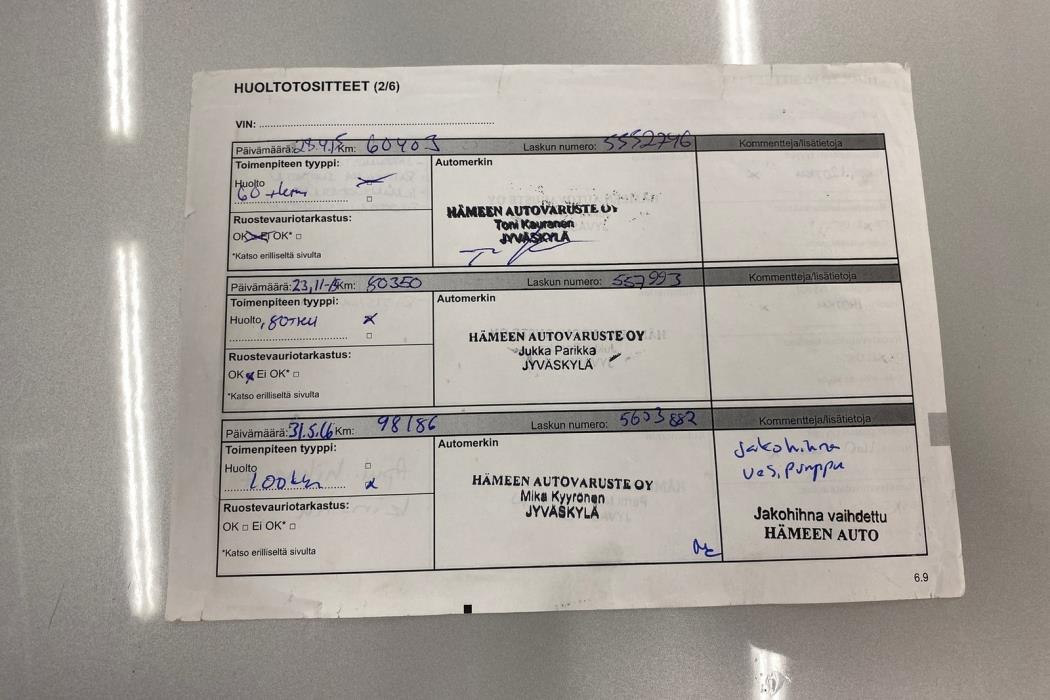 HUOLTOTOSITTEET (2/6)
VIN:
Päivämäärä: 28.4.15 Km: 60403 Laskun numero: 5552746 Kommentteja/lisätietoja
Toimenpiteen tyyppi: Automerkin
Huolto
60 tkm
HÄMEEN AUTOVARUSTE OY
Toni Kauranen
JYVÄSKYLÄ
Ruostevauriotarkastus:
OK Ei OK* □
*Katso erilliseltä sivulta
Päivämäärä: 23,11-15 Km: 80350 Laskun numero: 557993 Kommentteja/lisätietoja
Toimenpiteen tyyppi: Automerkin
Huolto, 80TKM x
□
HÄMEEN AUTOVARUSTE OY
Jukka Parikka
JYVÄSKYLÄ
Ruostevauriotarkastus:
OK x Ei OK* □
*Katso erilliseltä sivulta
Päivämäärä: 31.5.16 Km: 98186 Laskun numero: 5603882 Kommentteja/lisätietoja
Toimenpiteen tyyppi: Automerkin
Huolto □
100tkm x
HÄMEEN AUTOVARUSTE OY
Mika Kyyrönen
JYVÄSKYLÄ
Jakohihna
ves.pumppu
Jakohihna vaihdettu
HÄMEEN AUTO
Ruostevauriotarkastus:
OK □ Ei OK* □
*Katso erilliseltä sivulta
6.9